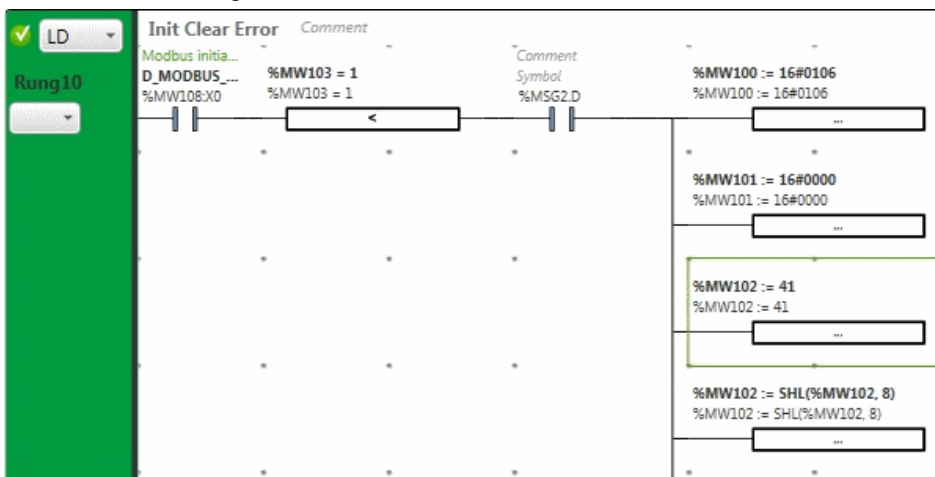 LD
Rung10
Init Clear Error Comment
Modbus initia...
D_MODBUS_...
%MW108:X0
%MW103 = 1
%MW103 = 1
<
Comment
Symbol
%MSG2.D
%MW100 := 16#0106
%MW100 := 16#0106
...
%MW101 := 16#0000
%MW101 := 16#0000
...
%MW102 := 41
%MW102 := 41
...
%MW102 := SHL(%MW102, 8)
%MW102 := SHL(%MW102, 8)
...